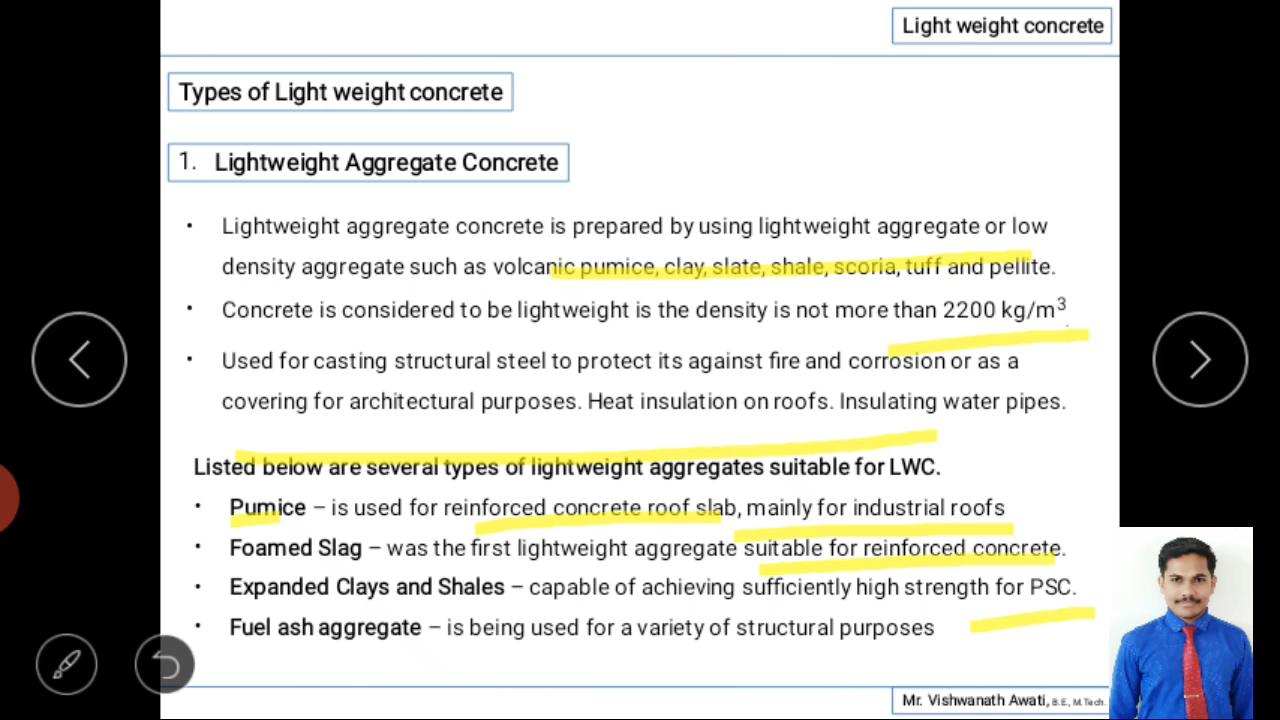 Light weight concrete
Types of Light weight concrete
1. Lightweight Aggregate Concrete
• Lightweight aggregate concrete is prepared by using lightweight aggregate or low
density aggregate such as volcanic pumice, clay, slate, shale, scoria, tuff and pellite.
• Concrete is considered to be lightweight is the density is not more than 2200 kg/m³.
• Used for casting structural steel to protect its against fire and corrosion or as a
covering for architectural purposes. Heat insulation on roofs. Insulating water pipes.
Listed below are several types of lightweight aggregates suitable for LWC.
• Pumice – is used for reinforced concrete roof slab, mainly for industrial roofs
• Foamed Slag – was the first lightweight aggregate suitable for reinforced concrete.
• Expanded Clays and Shales – capable of achieving sufficiently high strength for PSC.
• Fuel ash aggregate – is being used for a variety of structural purposes
Mr. Vishwanath Awati, B.E., M.Tech.